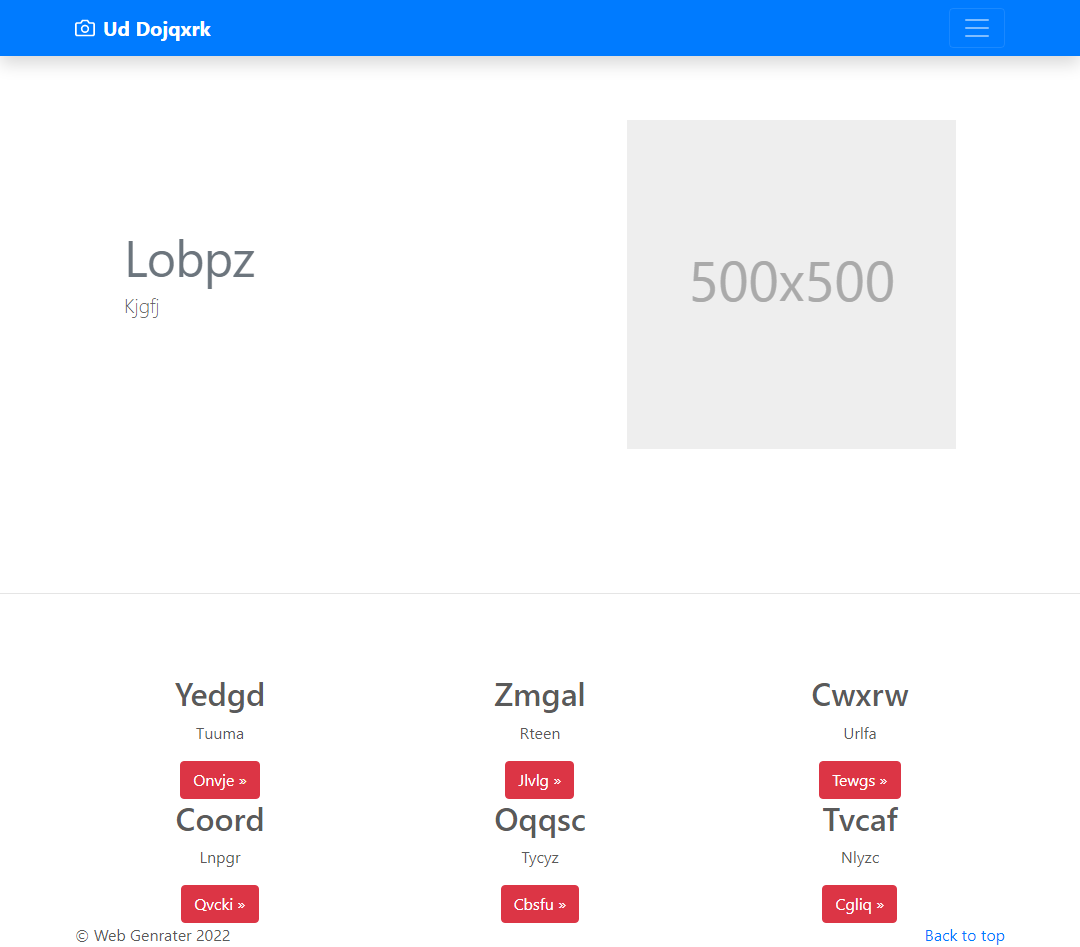 Ud Dojqxrk
Lobpz
Kjgfj
500x500
Yedgd
Tuuma
Onvje »
Zmgal
Rteen
Jlvlg »
Cwxrw
Urlfa
Tewgs »
Coord
Lnpgr
Qvcki »
Oqqsc
Tycyz
Cbsfu »
Tvcaf
Nlyzc
Cgliq »
© Web Genrater 2022
Back to top